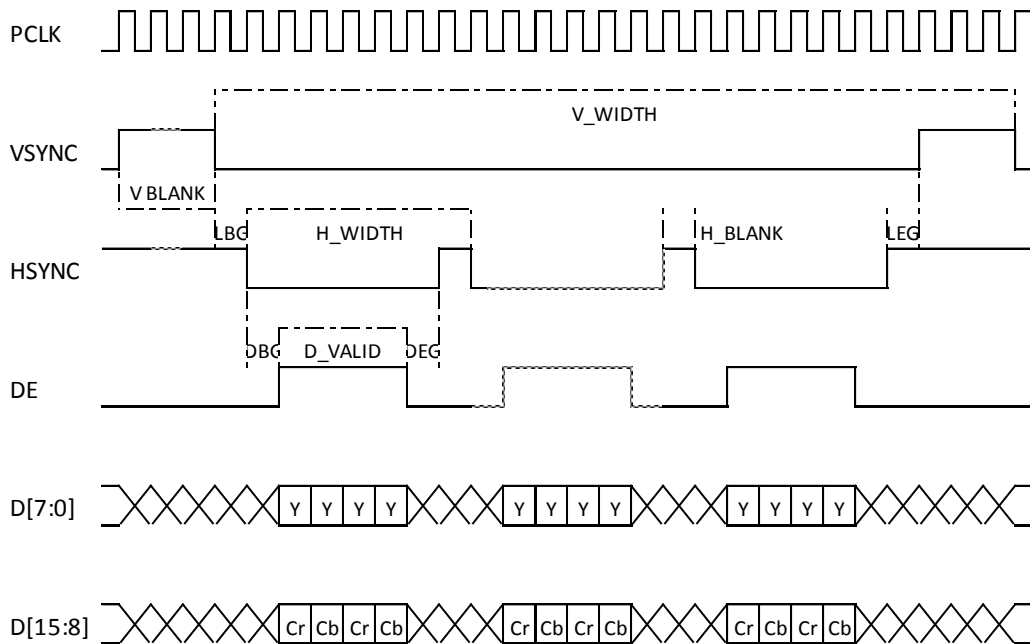 PCLK
V_WIDTH
VSYNC
V BLANK
LBG H_WIDTH H_BLANK LEG
HSYNC
DBG D_VALID DEG
DE
D[7:0] Y Y Y Y Y Y Y Y Y Y Y Y
D[15:8] Cr Cb Cr Cb Cr Cb Cr Cb Cr Cb Cr Cb